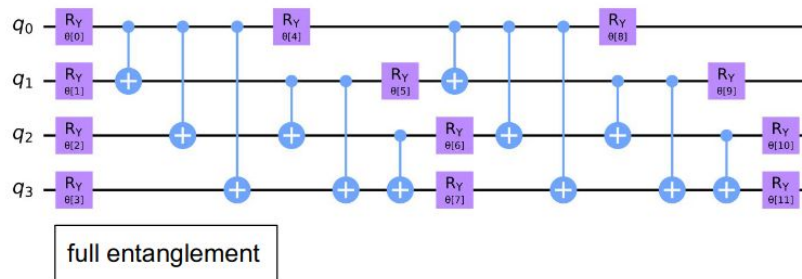 q0 RY θ[0] RY θ[4] RY θ[8]
q1 RY θ[1] RY θ[5] RY θ[9]
q2 RY θ[2] RY θ[6] RY θ[10]
q3 RY θ[3] RY θ[7] RY θ[11]
full entanglement